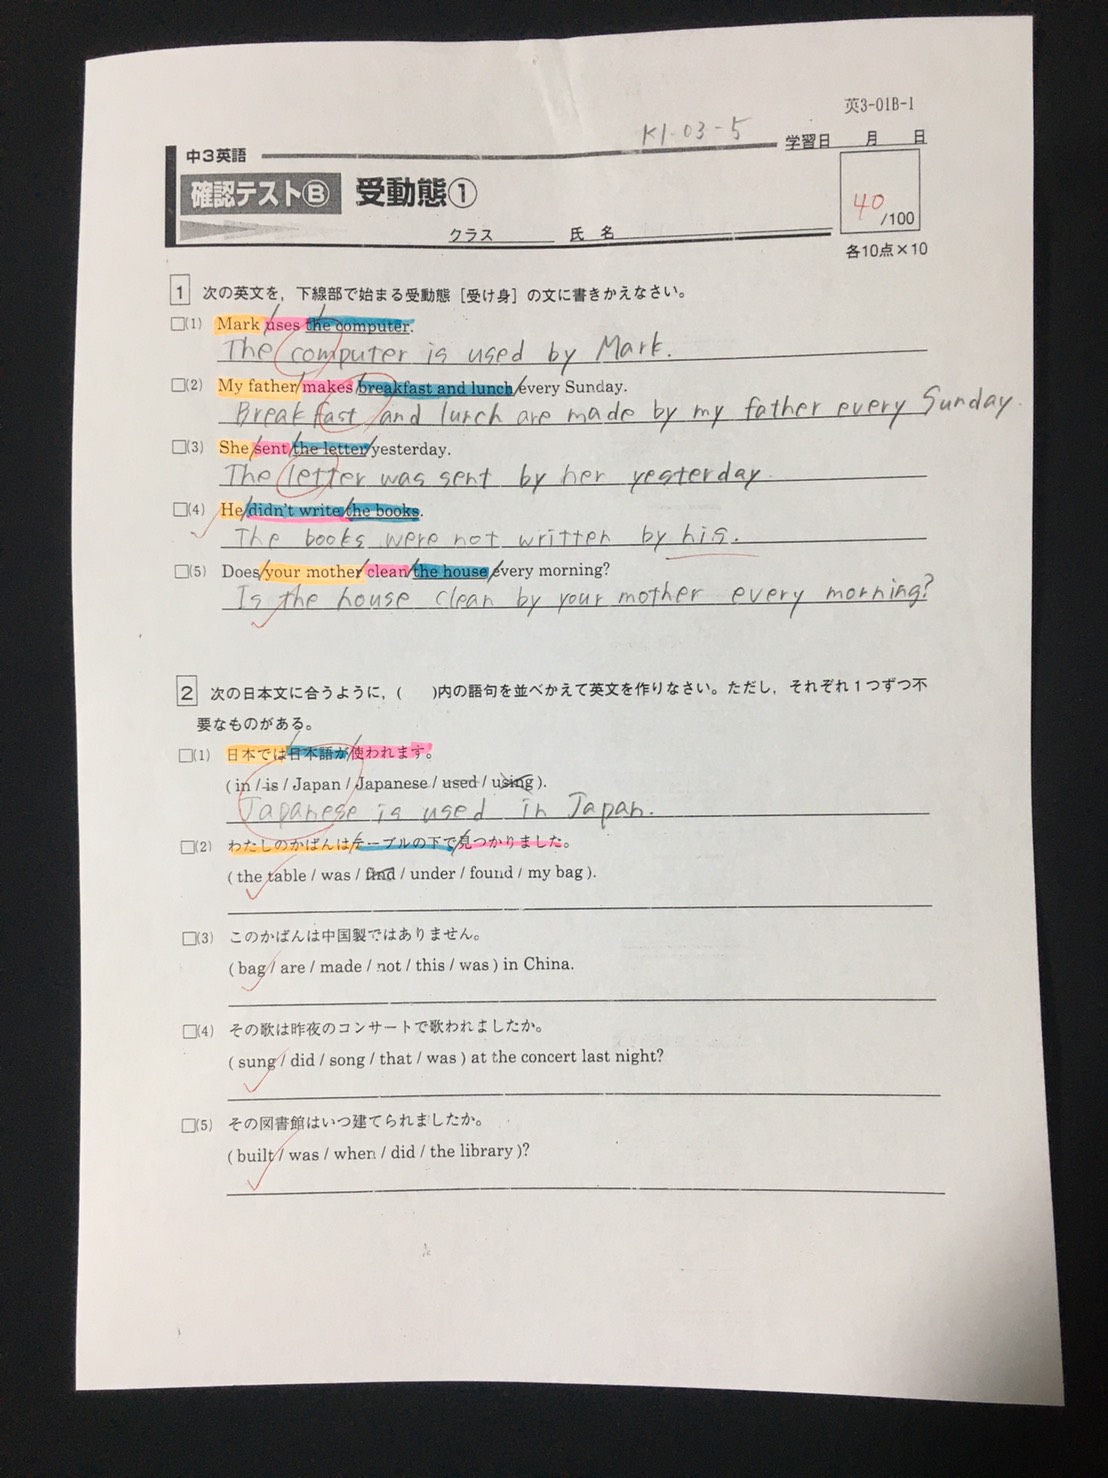 英3-01B-1
K1-03-5
学習日 月 日
中3英語
確認テストⒷ 受動態①
40/100
クラス 氏名
各10点×10
1 次の英文を，下線部で始まる受動態［受け身］の文に書きかえなさい。
□(1) Mark/uses/the computer.
The computer is used by Mark.
□(2) My father/makes/breakfast and lunch/every Sunday.
Breakfast and lunch are made by my father every Sunday.
□(3) She/sent/the letter/yesterday.
The letter was sent by her yesterday.
□(4) He/didn't write/the books.
The books were not written by his.
□(5) Does/your mother/clean/the house/every morning?
Is the house clean by your mother every morning?
2 次の日本文に合うように，( )内の語句を並べかえて英文を作りなさい。ただし，それぞれ1つずつ不
要なものがある。
□(1) 日本では/日本語が/使われます。
( in / is / Japan / Japanese / used / using ).
Japanese is used in Japan.
□(2) わたしのかばんは/テーブルの下で/見つかりました。
( the table / was / find / under / found / my bag ).
□(3) このかばんは中国製ではありません。
( bag / are / made / not / this / was ) in China.
□(4) その歌は昨夜のコンサートで歌われましたか。
( sung / did / song / that / was ) at the concert last night?
□(5) その図書館はいつ建てられましたか。
( built / was / when / did / the library )?